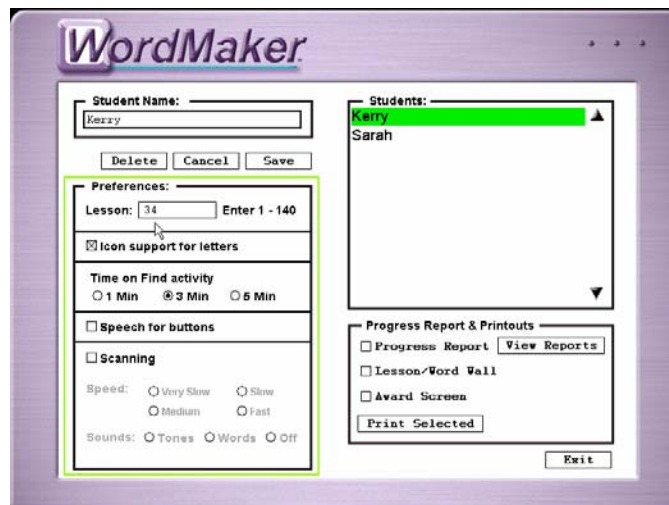 WordMaker
Student Name:
Kerry
Delete Cancel Save
Preferences:
Lesson: 34 Enter 1 - 140
Icon support for letters
Time on Find activity
1 Min 3 Min 5 Min
Speech for buttons
Scanning
Speed: Very Slow Slow
Medium Fast
Sounds: Tones Words Off
Students:
Kerry
Sarah
Progress Report & Printouts
Progress Report View Reports
Lesson/Word Wall
Award Screen
Print Selected
Exit